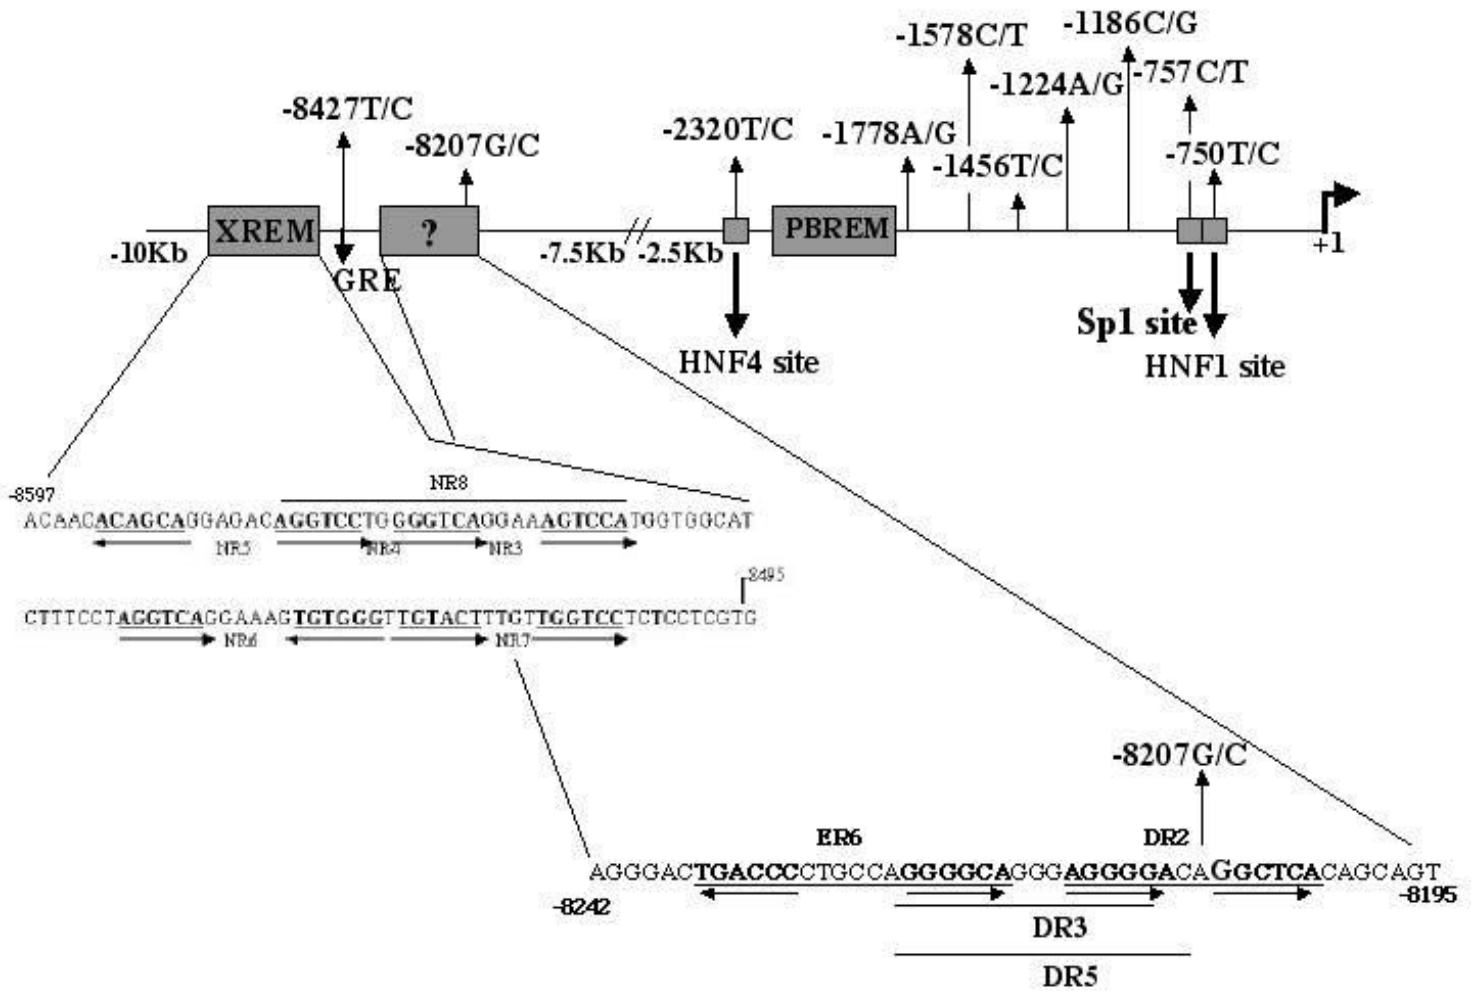 -1186C/G
-1578C/T
-757C/T
-1224A/G
-8427T/C
-8207G/C
-2320T/C
-1778A/G
-1456T/C
-750T/C
XREM
?
PBREM
-10Kb
-7.5Kb
-2.5Kb
+1
GRE
Sp1 site
HNF4 site
HNF1 site
-8597
NR8
ACAACACAGCAGGAGACAGGTCCTGGGGTCAGGAAAAGTCCATGGTGGCAT
NR5
NR4
NR3
-8495
CTTTCCTAGGTCAGGAAAGTGTGGGTTGTACTTTGTTGGTCCTCTCCTCGTG
NR6
NR7
-8207G/C
ER6
DR2
AGGGACTGACCCCTGCCAGGGGCAGGGAGGGGACAGGCTCACAGCAGT
-8242
-8195
DR3
DR5